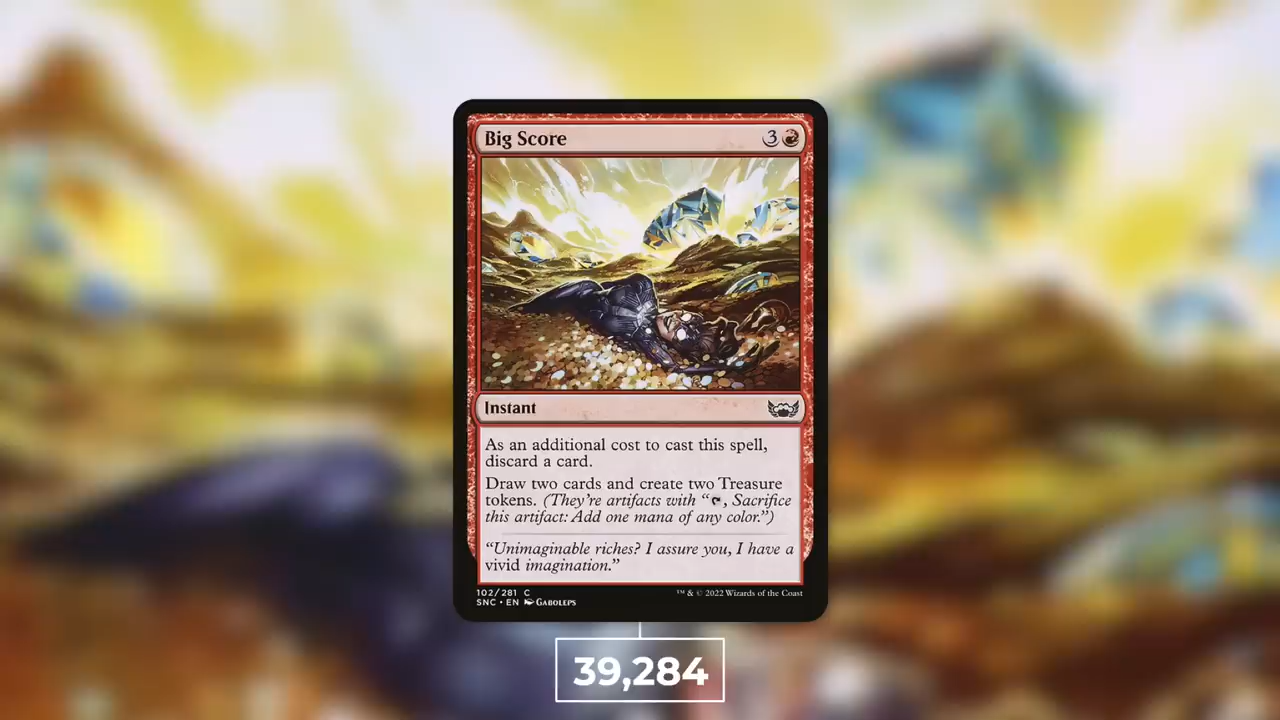 Big Score 3
Instant
As an additional cost to cast this spell,
discard a card.
Draw two cards and create two Treasure
tokens. (They’re artifacts with “, Sacrifice
this artifact: Add one mana of any color.”)
“Unimaginable riches? I assure you, I have a
vivid imagination.”
102/281 C
SNC • EN Gaboleps
™ & © 2022 Wizards of the Coast
39,284